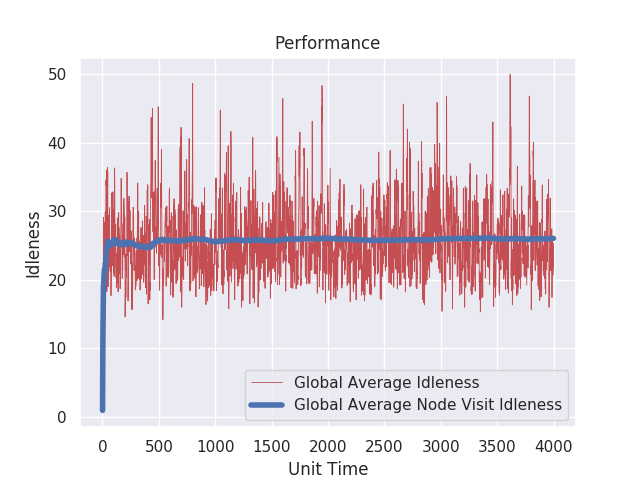 Performance
50
40
30
20
10
0
Idleness
Global Average Idleness
Global Average Node Visit Idleness
0 500 1000 1500 2000 2500 3000 3500 4000
Unit Time